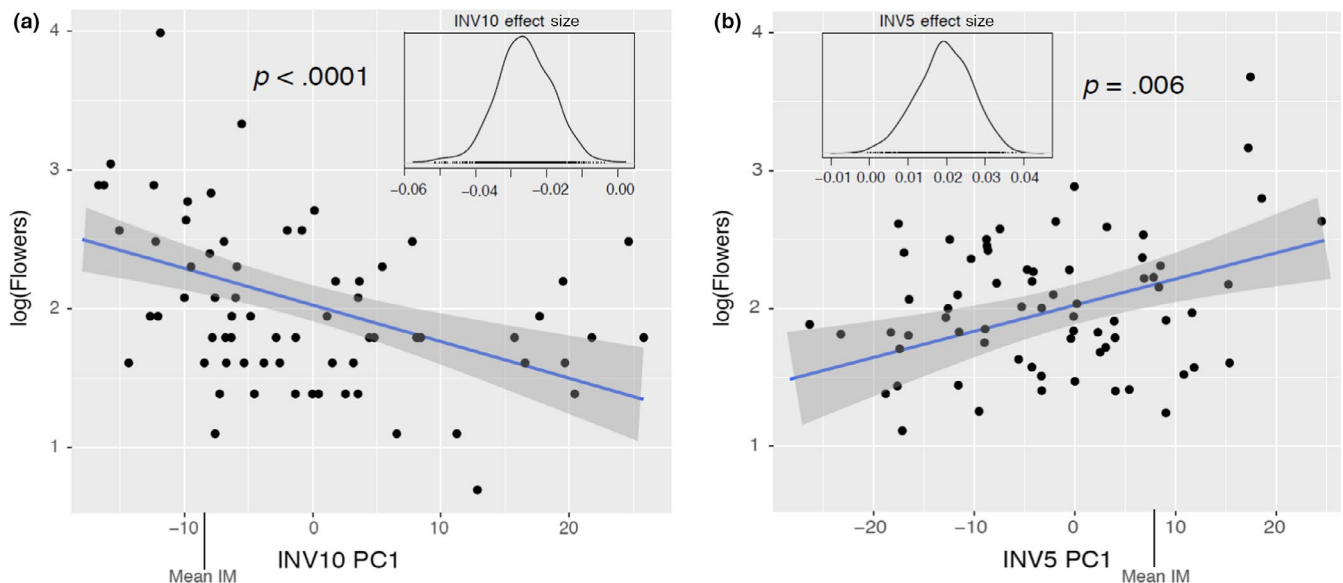 (a)
INV10 effect size
p < .0001
−0.06 −0.04 −0.02 0.00
4
3
2
1
log(Flowers)
−10 0 10 20
INV10 PC1
Mean IM
(b)
INV5 effect size
p = .006
−0.01 0.00 0.01 0.02 0.03 0.04
4
3
2
1
log(Flowers)
−20 −10 0 10 20
INV5 PC1
Mean IM